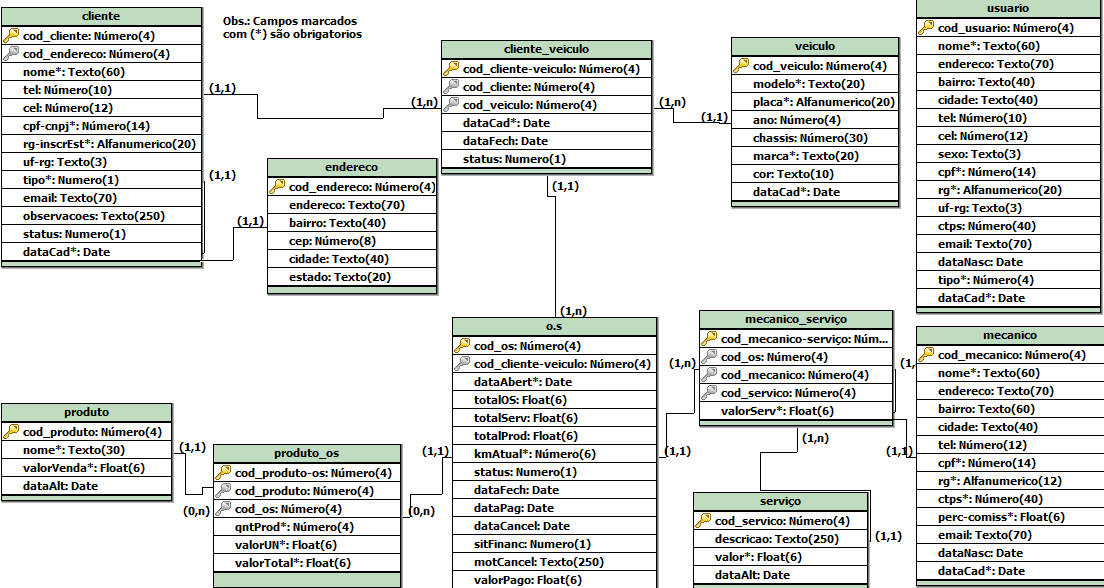 cliente
cod_cliente: Número(4)
cod_endereco: Número(4)
nome*: Texto(60)
tel: Número(10)
cel: Número(12)
cpf-cnpj*: Número(14)
rg-inscrEst*: Alfanumerico(20)
uf-rg: Texto(3)
tipo*: Numero(1)
email: Texto(70)
observacoes: Texto(250)
status: Numero(1)
dataCad*: Date
Obs.: Campos marcados
com (*) são obrigatorios
(1,1)
(1,n)
(1,1)
(1,1)
endereco
cod_endereco: Número(4)
endereco: Texto(70)
bairro: Texto(40)
cep: Número(8)
cidade: Texto(40)
estado: Texto(20)
cliente_veiculo
cod_cliente-veiculo: Número(4)
cod_cliente: Número(4)
cod_veiculo: Número(4)
dataCad*: Date
dataFech: Date
status: Numero(1)
(1,n)
(1,1)
(1,1)
(1,n)
veiculo
cod_veiculo: Número(4)
modelo*: Texto(20)
placa*: Alfanumerico(20)
ano: Número(4)
chassis: Número(30)
marca*: Texto(20)
cor: Texto(10)
dataCad*: Date
usuario
cod_usuario: Número(4)
nome*: Texto(60)
endereco: Texto(70)
bairro: Texto(40)
cidade: Texto(40)
tel: Número(10)
cel: Número(12)
sexo: Texto(3)
cpf*: Número(14)
rg*: Alfanumérico(20)
uf-rg: Texto(3)
ctps: Número(40)
email: Texto(70)
dataNasc: Date
tipo*: Número(4)
dataCad*: Date
produto
cod_produto: Número(4)
nome*: Texto(30)
valorVenda*: Float(6)
dataAlt: Date
(1,1)
(0,n)
produto_os
cod_produto-os: Número(4)
cod_produto: Número(4)
cod_os: Número(4)
qntProd*: Número(4)
valorUN*: Float(6)
valorTotal*: Float(6)
(1,1)
(0,n)
o.s
cod_os: Número(4)
cod_cliente-veiculo: Número(4)
dataAbert*: Date
totalOS: Float(6)
totalServ: Float(6)
totalProd: Float(6)
kmAtual*: Número(6)
status: Numero(1)
dataFech: Date
dataPag: Date
dataCancel: Date
sitFinanc: Numero(1)
motCancel: Texto(250)
valorPago: Float(6)
(1,n)
(1,1)
mecanico_serviço
cod_mecanico-serviço: Núm...
cod_os: Número(4)
cod_mecanico: Número(4)
cod_servico: Número(4)
valorServ*: Float(6)
(1,
(1,1)
(1,n)
(1,1)
serviço
cod_servico: Número(4)
descricao: Texto(250)
valor*: Float(6)
dataAlt: Date
mecanico
cod_mecanico: Número(4)
nome*: Texto(60)
endereco: Texto(70)
bairro: Texto(60)
cidade: Texto(40)
tel: Número(12)
cpf*: Número(14)
rg*: Alfanumerico(12)
ctps*: Número(40)
perc-comiss*: Float(6)
email: Texto(70)
dataNasc: Date
dataCad*: Date